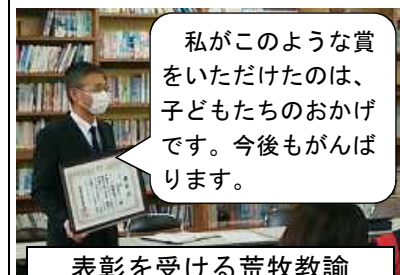 私がこのような賞
をいただけたのは、
子どもたちのおかげ
です。今後もがんば
ります。
表彰を受ける荒牧教諭